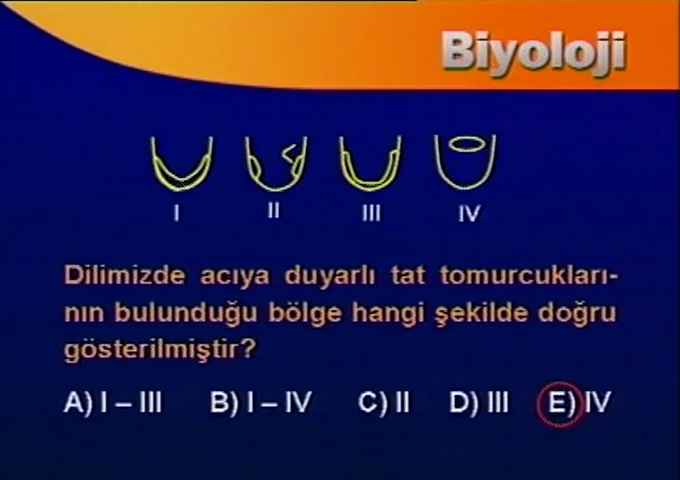 Biyoloji
I II III IV
Dilimizde acıya duyarlı tat tomurcukları-
nın bulunduğu bölge hangi şekilde doğru
gösterilmiştir?
A) I – III B) I – IV C) II D) III E) IV